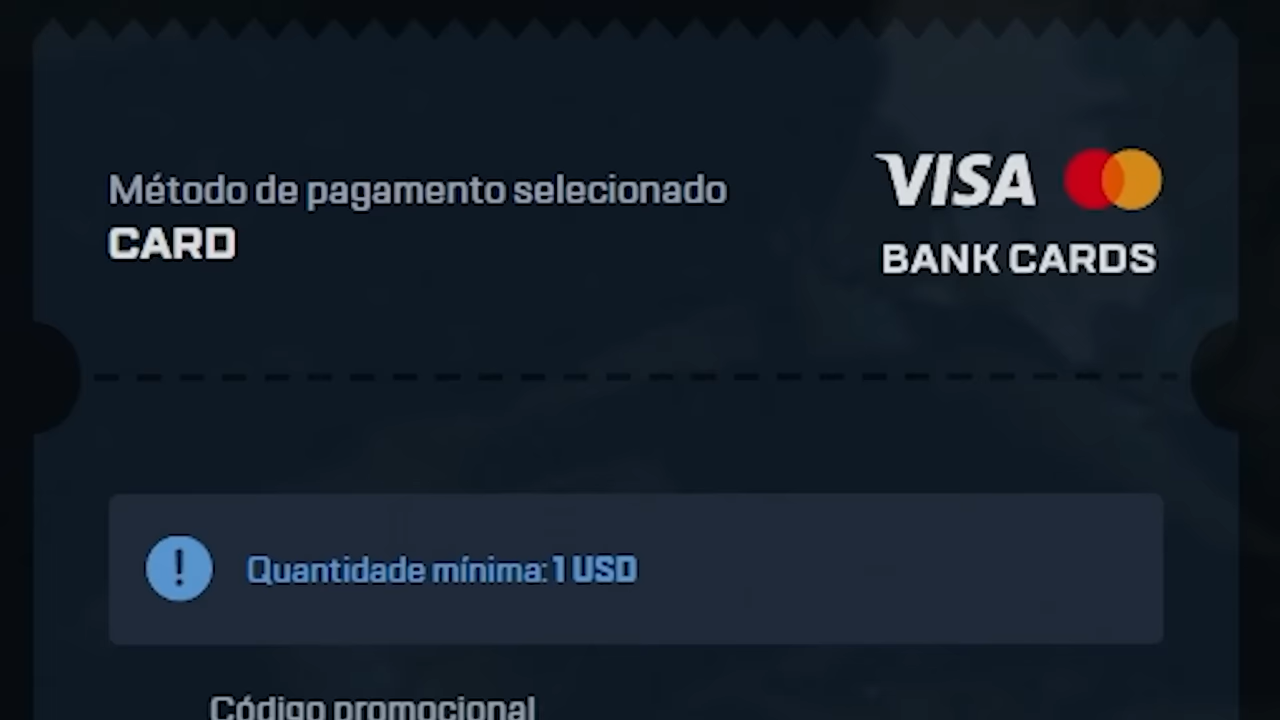 Método de pagamento selecionado
CARD
VISA
BANK CARDS
Quantidade mínima: 1 USD
Código promocional